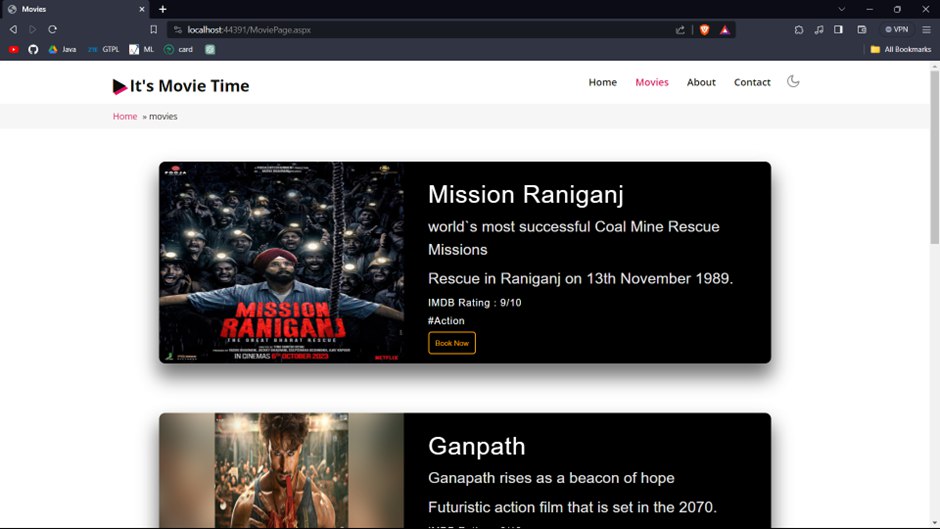 Movies
localhost:44391/MoviePage.aspx
VPN
Java
GTPL
ML
card
All Bookmarks
It's Movie Time
Home
Movies
About
Contact
Home » movies
POOJA
MISSION
RANIGANJ
THE GREAT BHARAT RESCUE
IN CINEMAS 6TH OCTOBER 2023
NETFLIX
Mission Raniganj
world`s most successful Coal Mine Rescue
Missions
Rescue in Raniganj on 13th November 1989.
IMDB Rating : 9/10
#Action
Book Now
Ganpath
Ganapath rises as a beacon of hope
Futuristic action film that is set in the 2070.